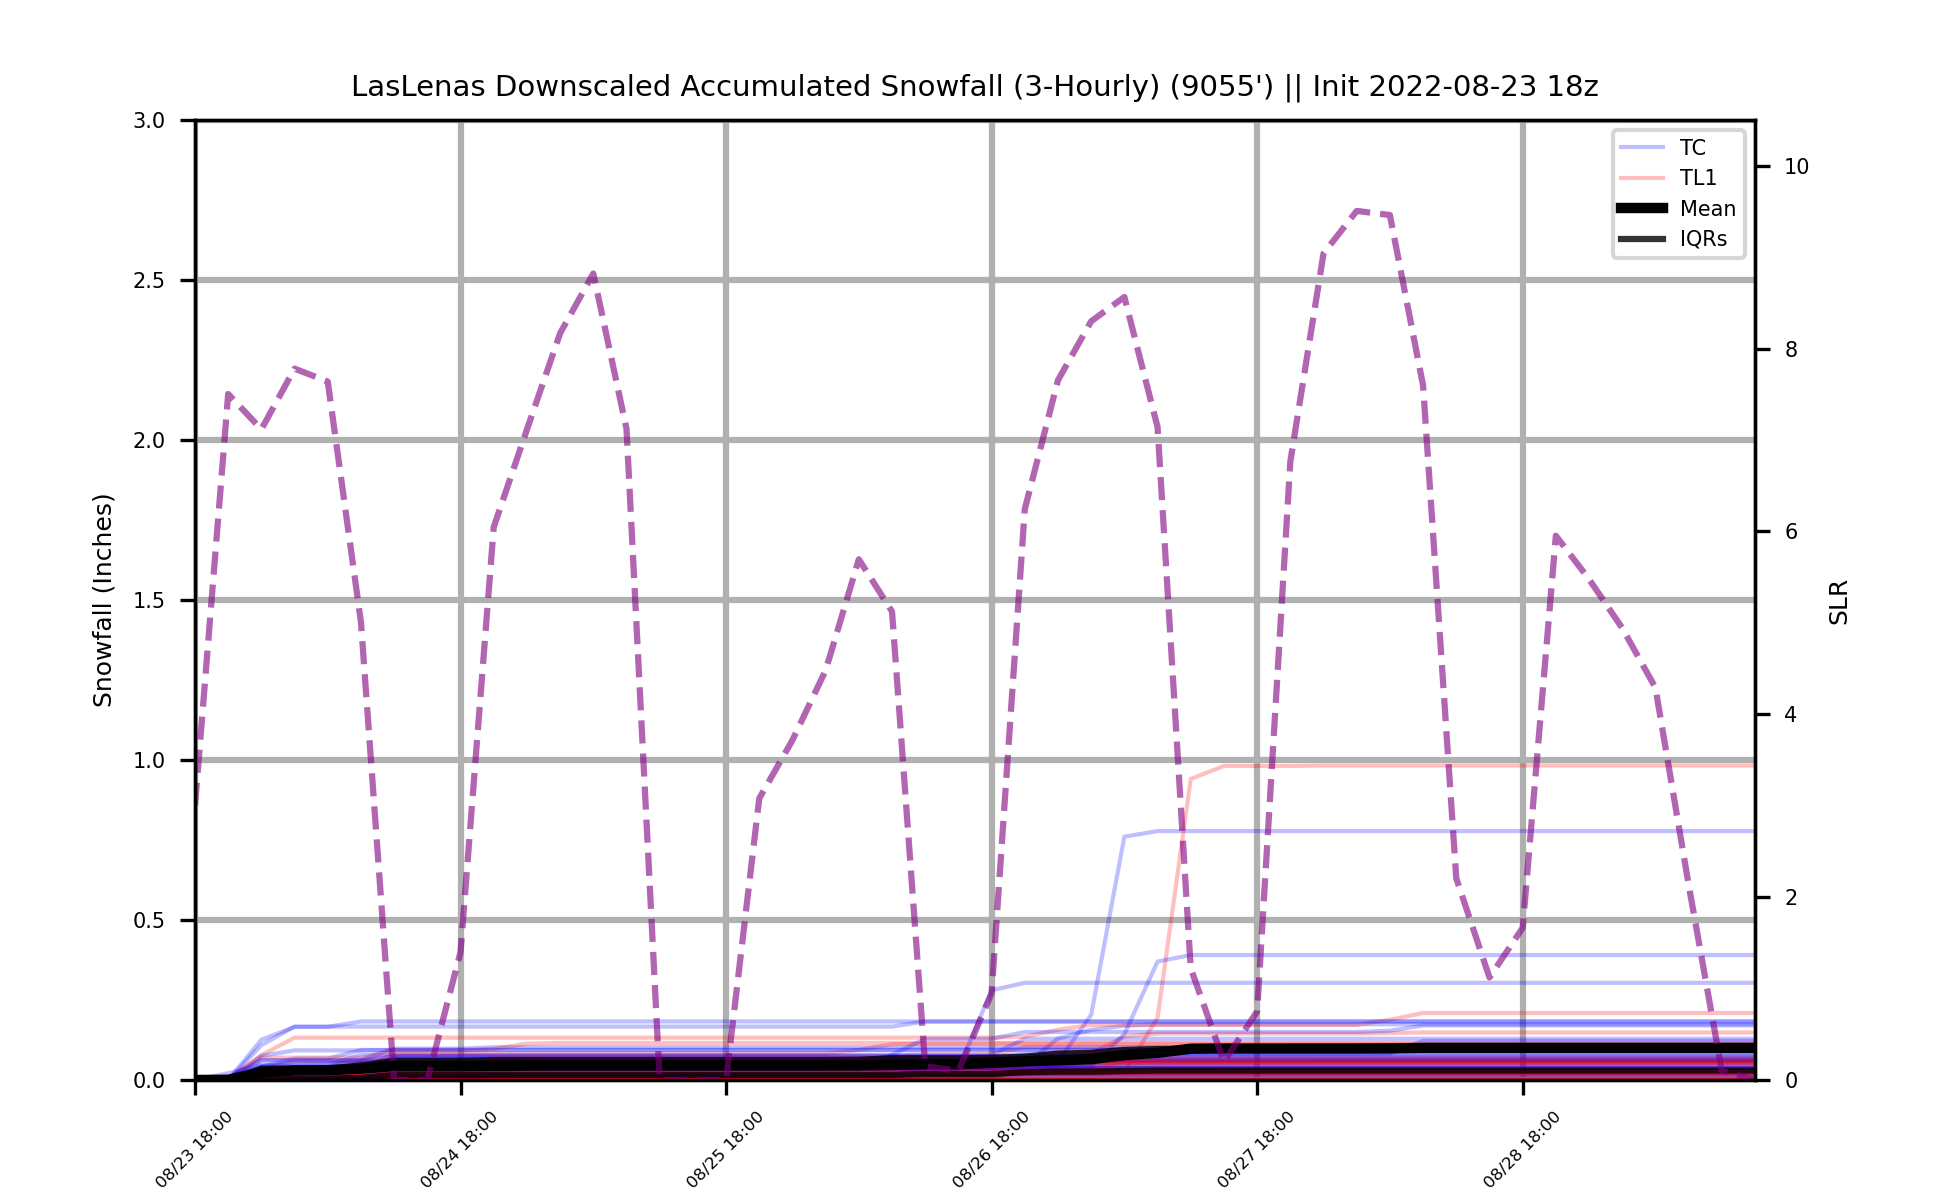 LasLenas Downscaled Accumulated Snowfall (3-Hourly) (9055') || Init 2022-08-23 18z
3.0
2.5
2.0
1.5
1.0
0.5
0.0
Snowfall (Inches)
TC
TL1
Mean
IQRs
10
8
6
4
2
0
SLR
08/23 18:00
08/24 18:00
08/25 18:00
08/26 18:00
08/27 18:00
08/28 18:00